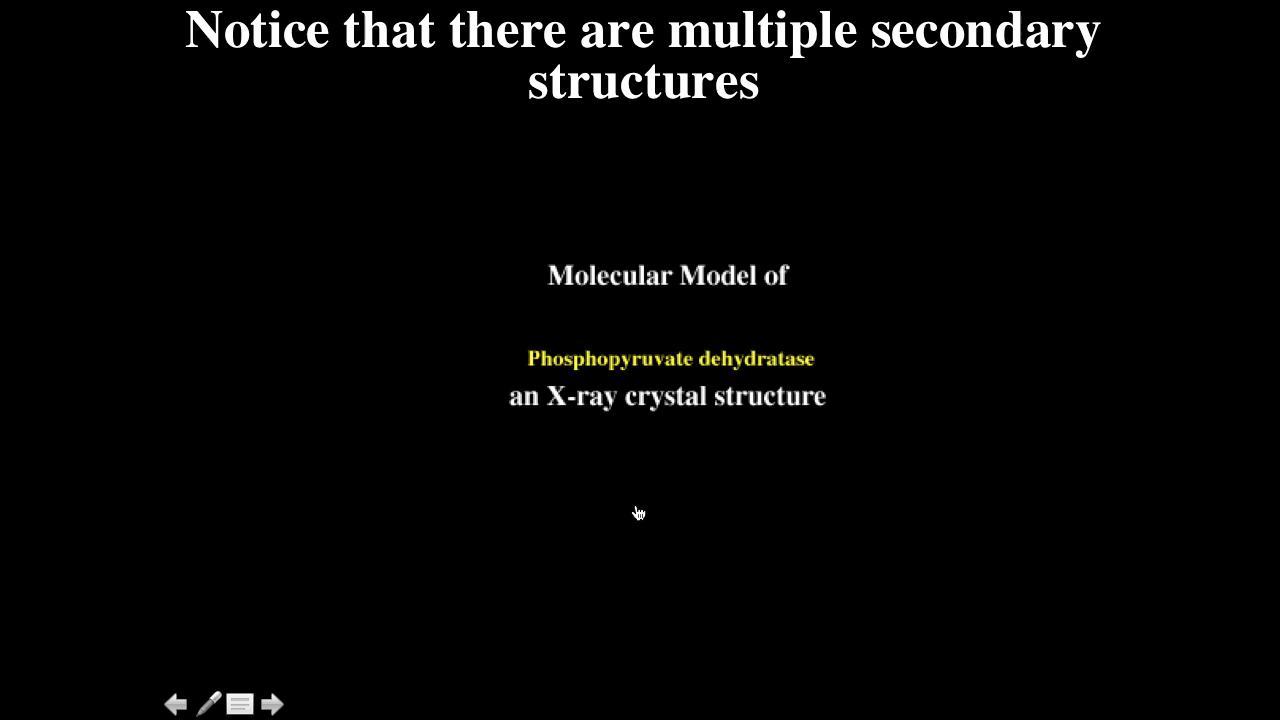 Notice that there are multiple secondary
structures
Molecular Model of
Phosphopyruvate dehydratase
an X-ray crystal structure